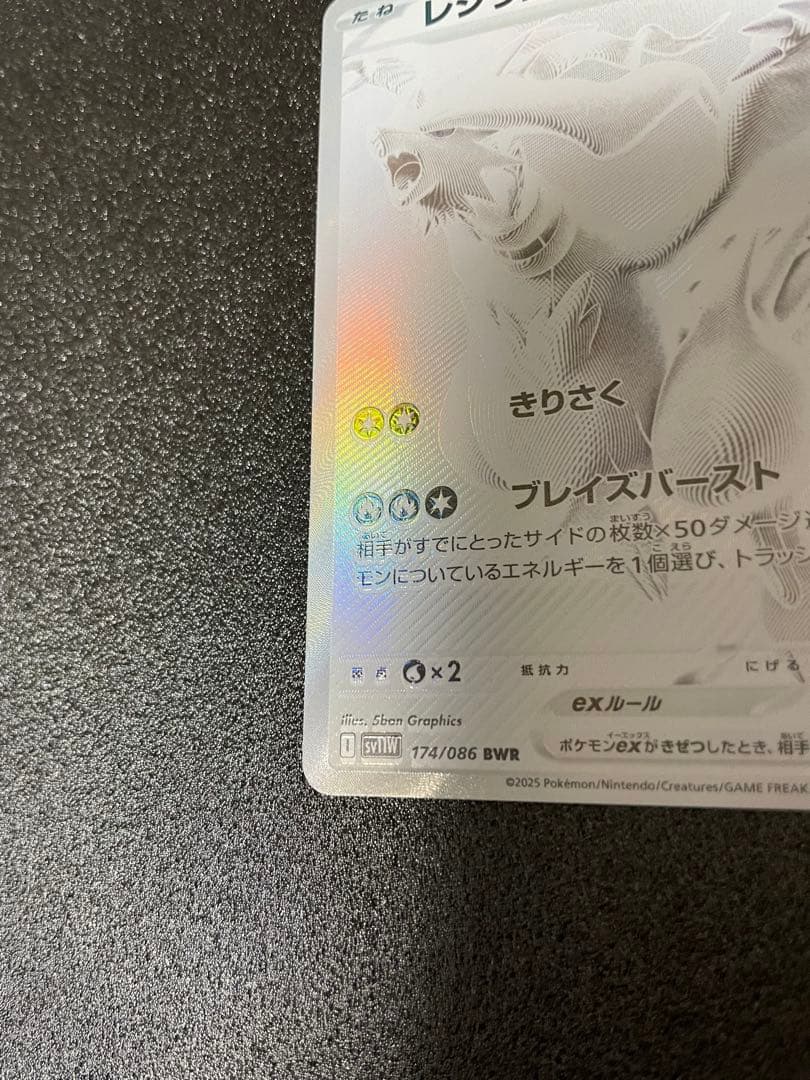 たね
レシラ
きりさく
ブレイズバースト
相手がすでにとったサイドの枚数×50ダメージ
モンについているエネルギーを1個選び、トラッシ
弱点 ×2 抵抗力 にげる
exルール
illus. 5ban Graphics
ポケモンexがきぜつしたとき、相手
I SV11W 174/086 BWR
©2025 Pokémon/Nintendo/Creatures/GAME FREAK